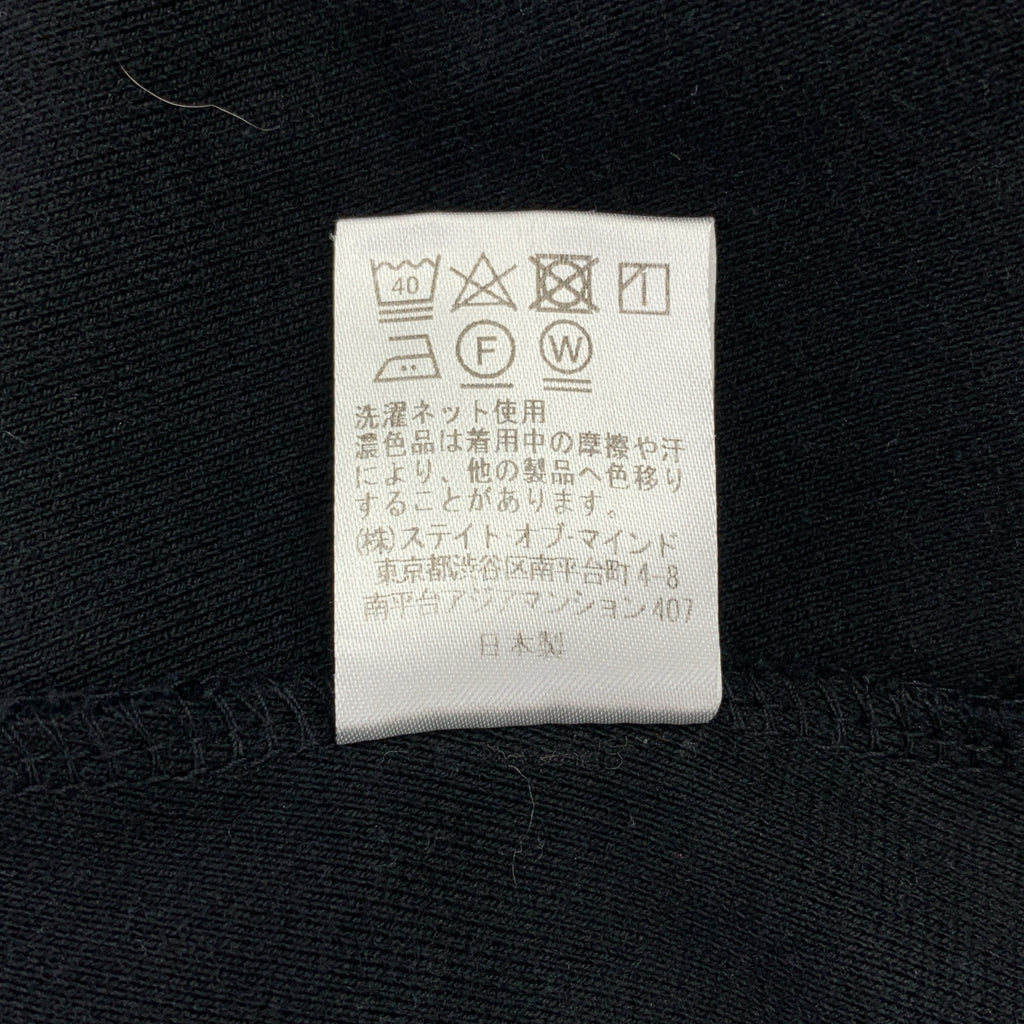 40
F W
洗濯ネット使用
濃色品は着用中の摩擦や汗
により、他の製品へ色移り
することがあります。
(株)ステイト オブ・マインド
東京都渋谷区南平台町4-8
南平台アジアマンション407
日本製